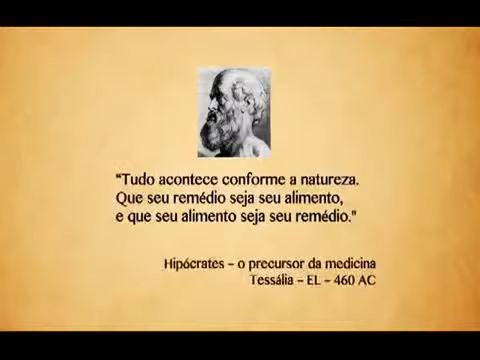 “Tudo acontece conforme a natureza.
Que seu remédio seja seu alimento,
e que seu alimento seja seu remédio."
Hipócrates – o precursor da medicina
Tessália – EL – 460 AC